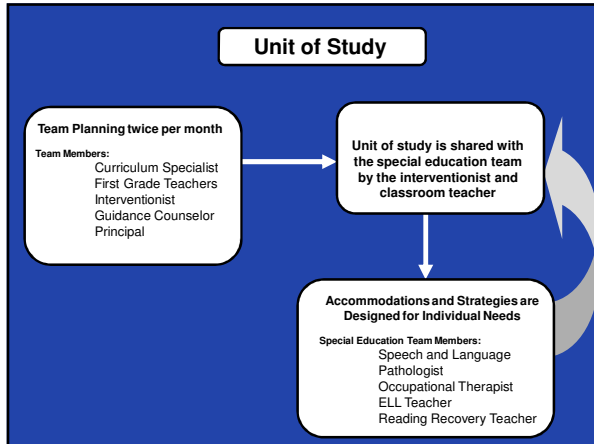 Unit of Study
Team Planning twice per month
Team Members:
Curriculum Specialist
First Grade Teachers
Interventionist
Guidance Counselor
Principal
Unit of study is shared with
the special education team
by the interventionist and
classroom teacher
Accommodations and Strategies are
Designed for Individual Needs
Special Education Team Members:
Speech and Language
Pathologist
Occupational Therapist
ELL Teacher
Reading Recovery Teacher